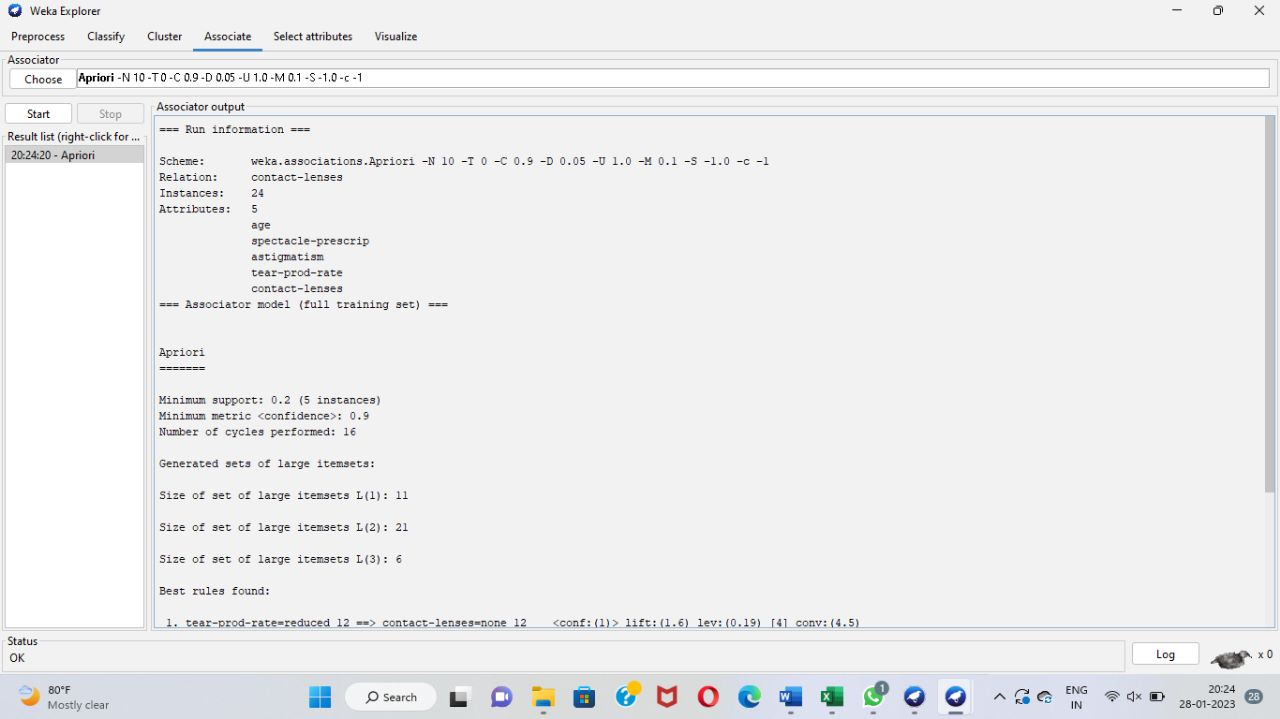 Weka Explorer
Preprocess Classify Cluster Associate Select attributes Visualize
Associator
Choose Apriori -N 10 -T 0 -C 0.9 -D 0.05 -U 1.0 -M 0.1 -S -1.0 -c -1
Start Stop
Result list (right-click for ...
20:24:20 - Apriori
Associator output
=== Run information ===
Scheme: weka.associations.Apriori -N 10 -T 0 -C 0.9 -D 0.05 -U 1.0 -M 0.1 -S -1.0 -c -1
Relation: contact-lenses
Instances: 24
Attributes: 5
age
spectacle-prescrip
astigmatism
tear-prod-rate
contact-lenses
=== Associator model (full training set) ===
Apriori
=======
Minimum support: 0.2 (5 instances)
Minimum metric <confidence>: 0.9
Number of cycles performed: 16
Generated sets of large itemsets:
Size of set of large itemsets L(1): 11
Size of set of large itemsets L(2): 21
Size of set of large itemsets L(3): 6
Best rules found:
1. tear-prod-rate=reduced 12 ==> contact-lenses=none 12 <conf:(1)> lift:(1.6) lev:(0.19) [4] conv:(4.5)
Status
OK
Log x 0
80°F
Mostly clear
Search
1
ENG
IN
20:24
28-01-2023
28